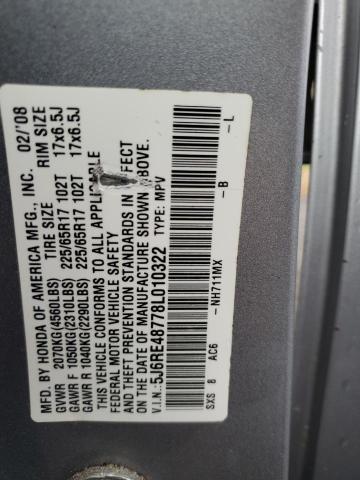 MFD. BY HONDA OF AMERICA MFG., INC. 02/'08
TIRE SIZE RIM SIZE
GVWR 2070KG(4560LBS)
GAWR F 1050KG(2310LBS) 225/65R17 102T 17x6.5J
GAWR R 1040KG(2290LBS) 225/65R17 102T 17x6.5J
THIS VEHICLE CONFORMS TO ALL APPLICABLE
FEDERAL MOTOR VEHICLE SAFETY
AND THEFT PREVENTION STANDARDS IN EFFECT
ON THE DATE OF MANUFACTURE SHOWN ABOVE.
V.I.N.: 5J6RE48778L010322 TYPE: MPV
-NH711MX -B -L
SXS 8 AC6